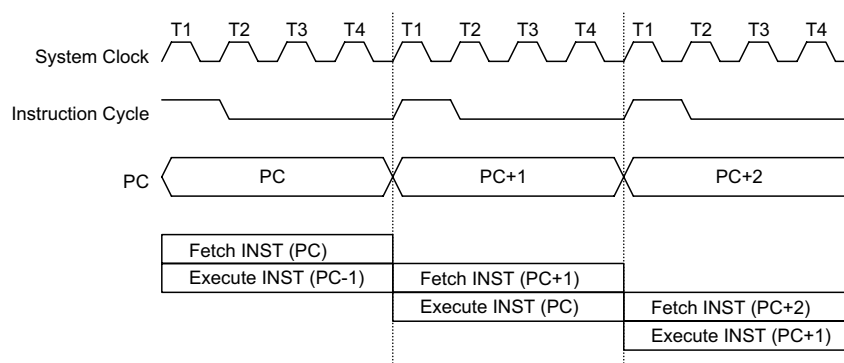 T1 T2 T3 T4 T1 T2 T3 T4 T1 T2 T3 T4
System Clock
Instruction Cycle
PC PC PC+1 PC+2
Fetch INST (PC)
Execute INST (PC-1) Fetch INST (PC+1)
Execute INST (PC) Fetch INST (PC+2)
Execute INST (PC+1)